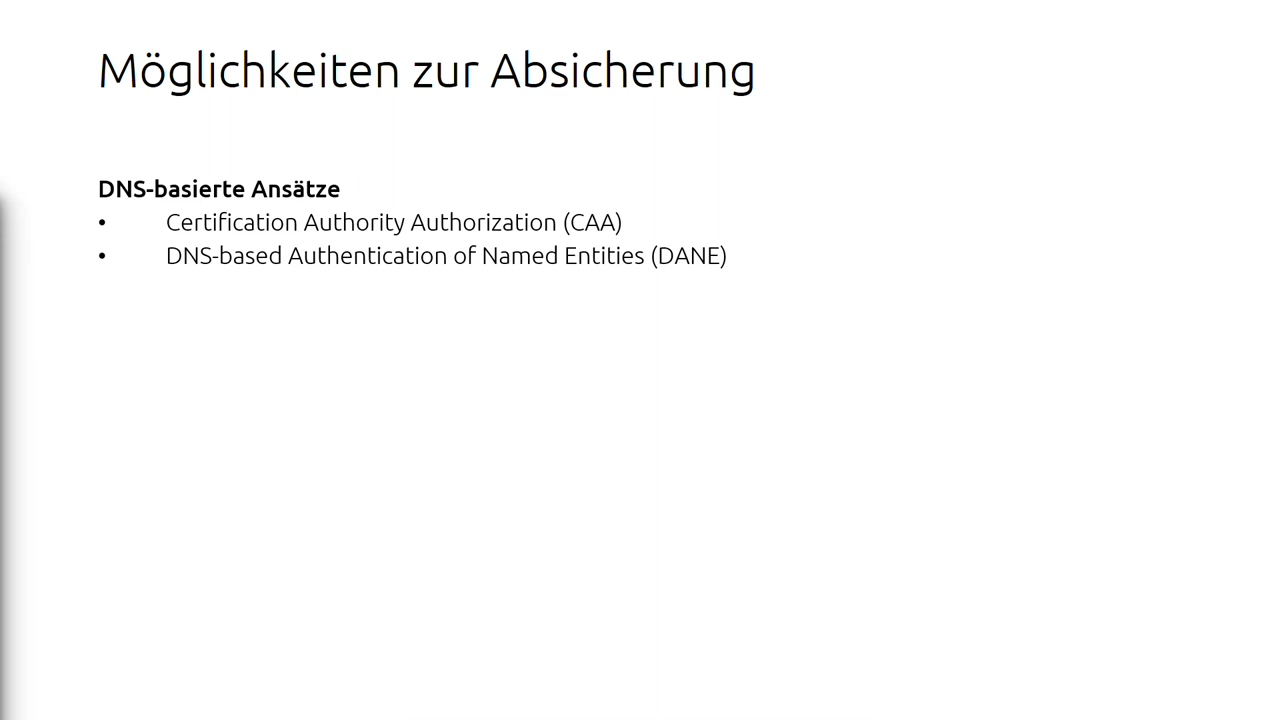 Möglichkeiten zur Absicherung
DNS-basierte Ansätze
• Certification Authority Authorization (CAA)
• DNS-based Authentication of Named Entities (DANE)